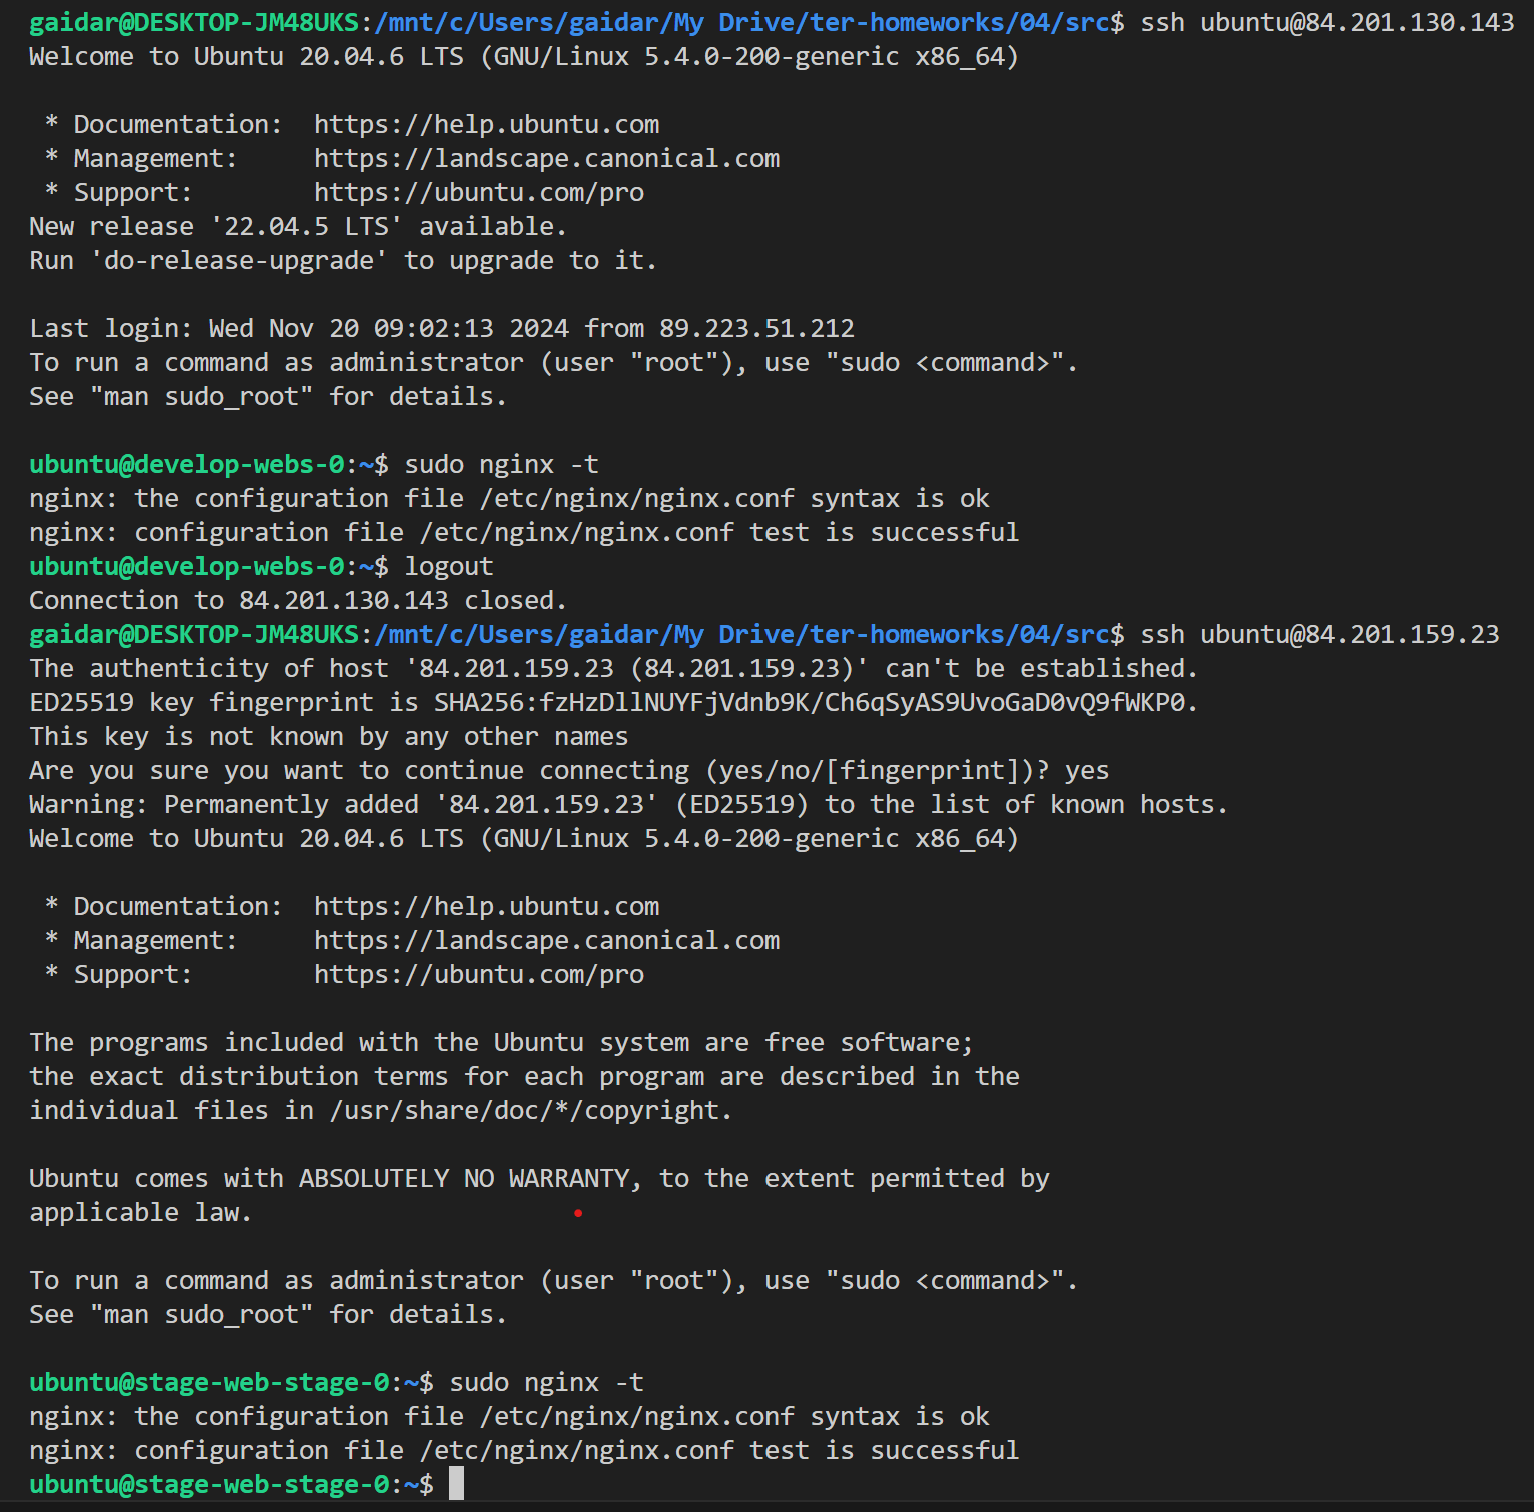 gaidar@DESKTOP-JM48UKS:/mnt/c/Users/gaidar/My Drive/ter-homeworks/04/src$ ssh ubuntu@84.201.130.143
Welcome to Ubuntu 20.04.6 LTS (GNU/Linux 5.4.0-200-generic x86_64)

 * Documentation:  https://help.ubuntu.com
 * Management:     https://landscape.canonical.com
 * Support:        https://ubuntu.com/pro
New release '22.04.5 LTS' available.
Run 'do-release-upgrade' to upgrade to it.

Last login: Wed Nov 20 09:02:13 2024 from 89.223.51.212
To run a command as administrator (user "root"), use "sudo <command>".
See "man sudo_root" for details.

ubuntu@develop-webs-0:~$ sudo nginx -t
nginx: the configuration file /etc/nginx/nginx.conf syntax is ok
nginx: configuration file /etc/nginx/nginx.conf test is successful
ubuntu@develop-webs-0:~$ logout
Connection to 84.201.130.143 closed.
gaidar@DESKTOP-JM48UKS:/mnt/c/Users/gaidar/My Drive/ter-homeworks/04/src$ ssh ubuntu@84.201.159.23
The authenticity of host '84.201.159.23 (84.201.159.23)' can't be established.
ED25519 key fingerprint is SHA256:fzHzDllNUYFjVdnb9K/Ch6qSyAS9UvoGaD0vQ9fWKP0.
This key is not known by any other names
Are you sure you want to continue connecting (yes/no/[fingerprint])? yes
Warning: Permanently added '84.201.159.23' (ED25519) to the list of known hosts.
Welcome to Ubuntu 20.04.6 LTS (GNU/Linux 5.4.0-200-generic x86_64)

 * Documentation:  https://help.ubuntu.com
 * Management:     https://landscape.canonical.com
 * Support:        https://ubuntu.com/pro

The programs included with the Ubuntu system are free software;
the exact distribution terms for each program are described in the
individual files in /usr/share/doc/*/copyright.

Ubuntu comes with ABSOLUTELY NO WARRANTY, to the extent permitted by
applicable law.

To run a command as administrator (user "root"), use "sudo <command>".
See "man sudo_root" for details.

ubuntu@stage-web-stage-0:~$ sudo nginx -t
nginx: the configuration file /etc/nginx/nginx.conf syntax is ok
nginx: configuration file /etc/nginx/nginx.conf test is successful
ubuntu@stage-web-stage-0:~$